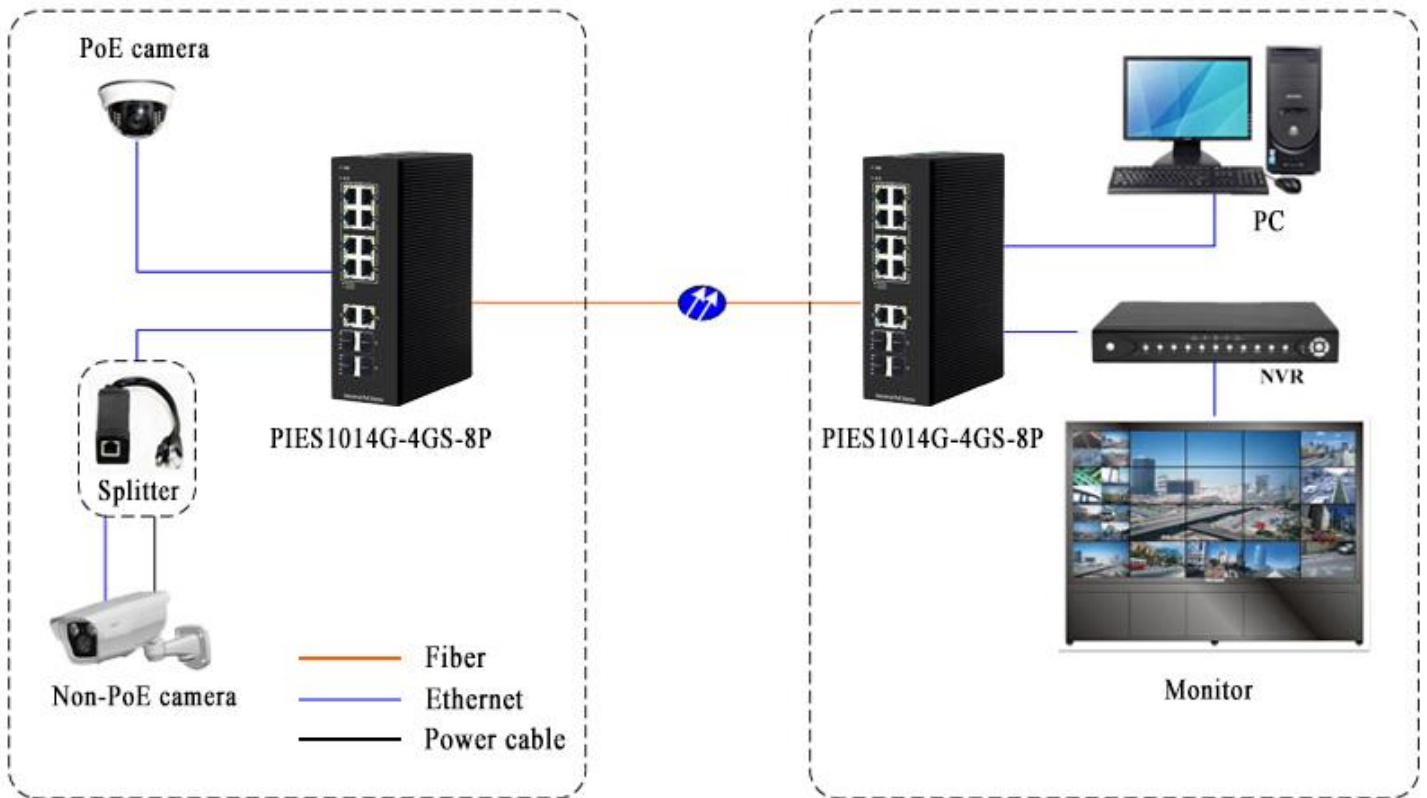 PoE camera
PIES1014G-4GS-8P
Splitter
Non-PoE camera
Fiber
Ethernet
Power cable
PIES1014G-4GS-8P
PC
NVR
Monitor